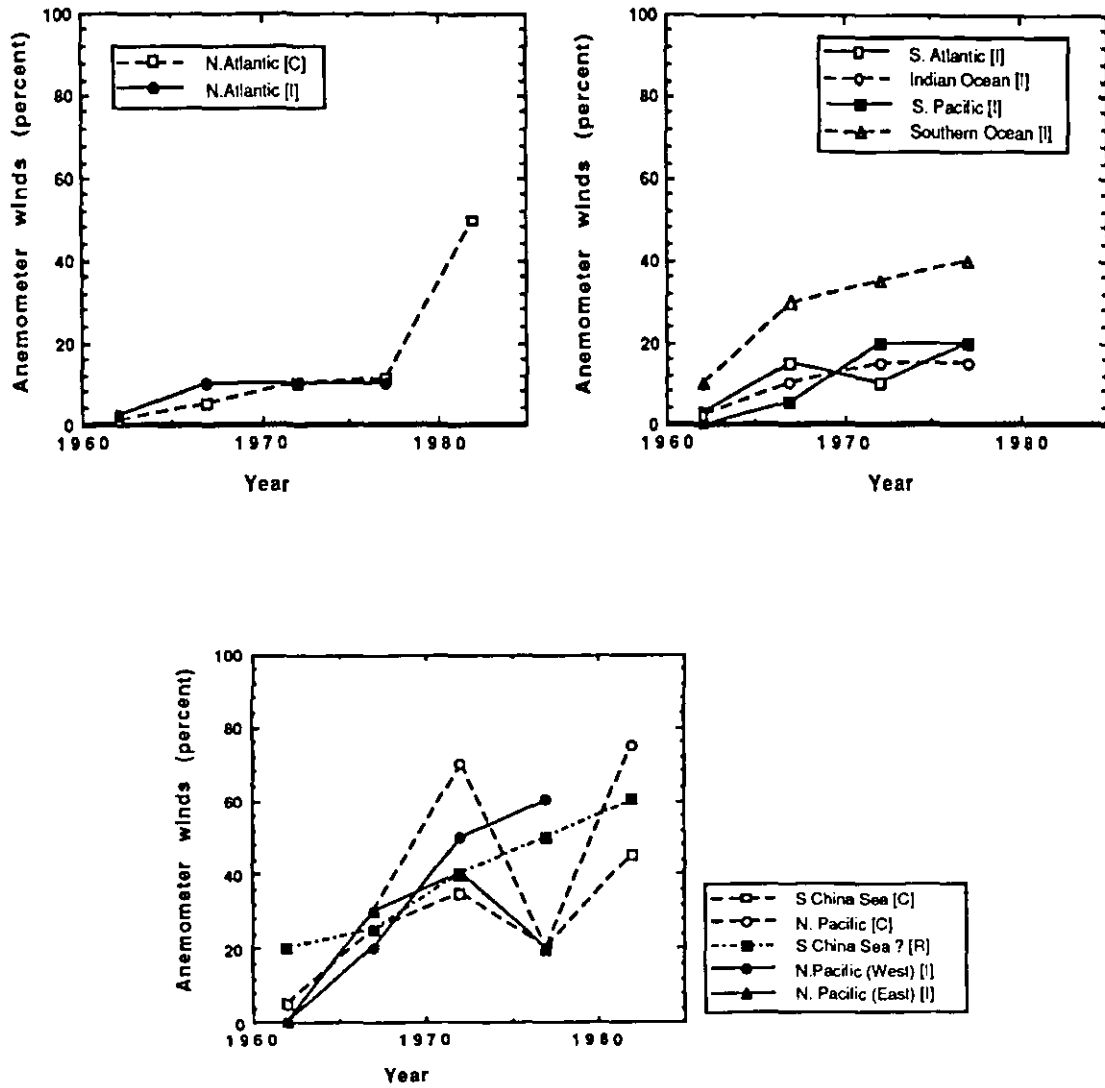 Anemometer winds (percent)
100
80
60
40
20
0
N.Atlantic [C]
N.Atlantic [I]
1960
1970
1980
Year
Anemometer winds (percent)
100
80
60
40
20
0
S. Atlantic [I]
Indian Ocean [I]
S. Pacific [I]
Southern Ocean [I]
1960
1970
1980
Year
Anemometer winds (percent)
100
80
60
40
20
0
1960
1970
1980
Year
S China Sea [C]
N. Pacific [C]
S China Sea ? [R]
N.Pacific (West) [I]
N. Pacific (East) [I]